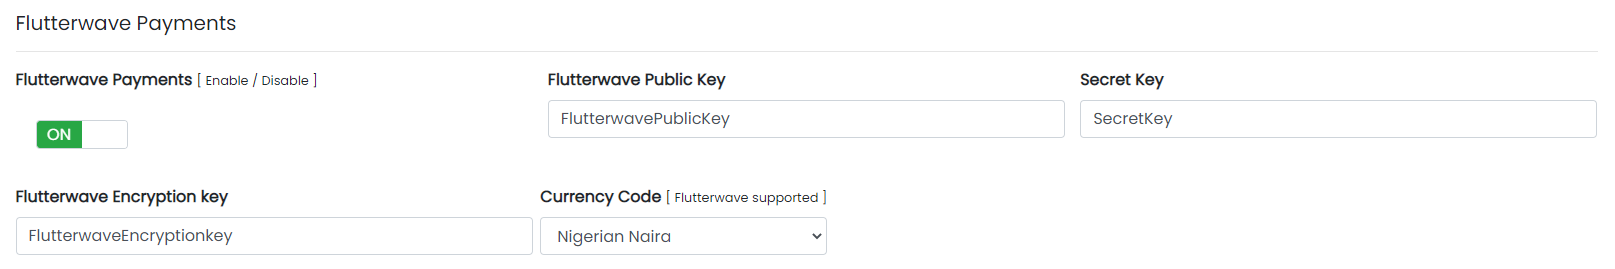 Flutterwave Payments
Flutterwave Payments [ Enable / Disable ]
Flutterwave Public Key
Secret Key
ON
FlutterwavePublicKey
SecretKey
Flutterwave Encryption key
Currency Code [ Flutterwave supported ]
FlutterwaveEncryptionkey
Nigerian Naira